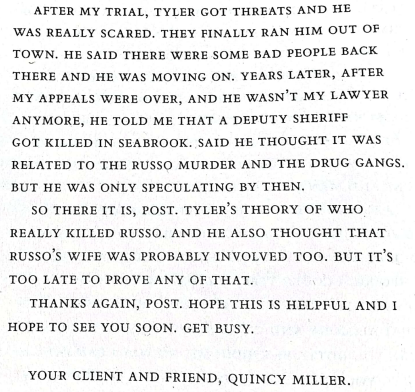 AFTER MY TRIAL, TYLER GOT THREATS AND HE
WAS REALLY SCARED. THEY FINALLY RAN HIM OUT OF
TOWN. HE SAID THERE WERE SOME BAD PEOPLE BACK
THERE AND HE WAS MOVING ON. YEARS LATER, AFTER
MY APPEALS WERE OVER, AND HE WASN'T MY LAWYER
ANYMORE, HE TOLD ME THAT A DEPUTY SHERIFF
GOT KILLED IN SEABROOK. SAID HE THOUGHT IT WAS
RELATED TO THE RUSSO MURDER AND THE DRUG GANGS.
BUT HE WAS ONLY SPECULATING BY THEN.
SO THERE IT IS, POST. TYLER'S THEORY OF WHO
REALLY KILLED RUSSO. AND HE ALSO THOUGHT THAT
RUSSO'S WIFE WAS PROBABLY INVOLVED TOO. BUT IT'S
TOO LATE TO PROVE ANY OF THAT.
THANKS AGAIN, POST. HOPE THIS IS HELPFUL AND I
HOPE TO SEE YOU SOON. GET BUSY.
YOUR CLIENT AND FRIEND, QUINCY MILLER.